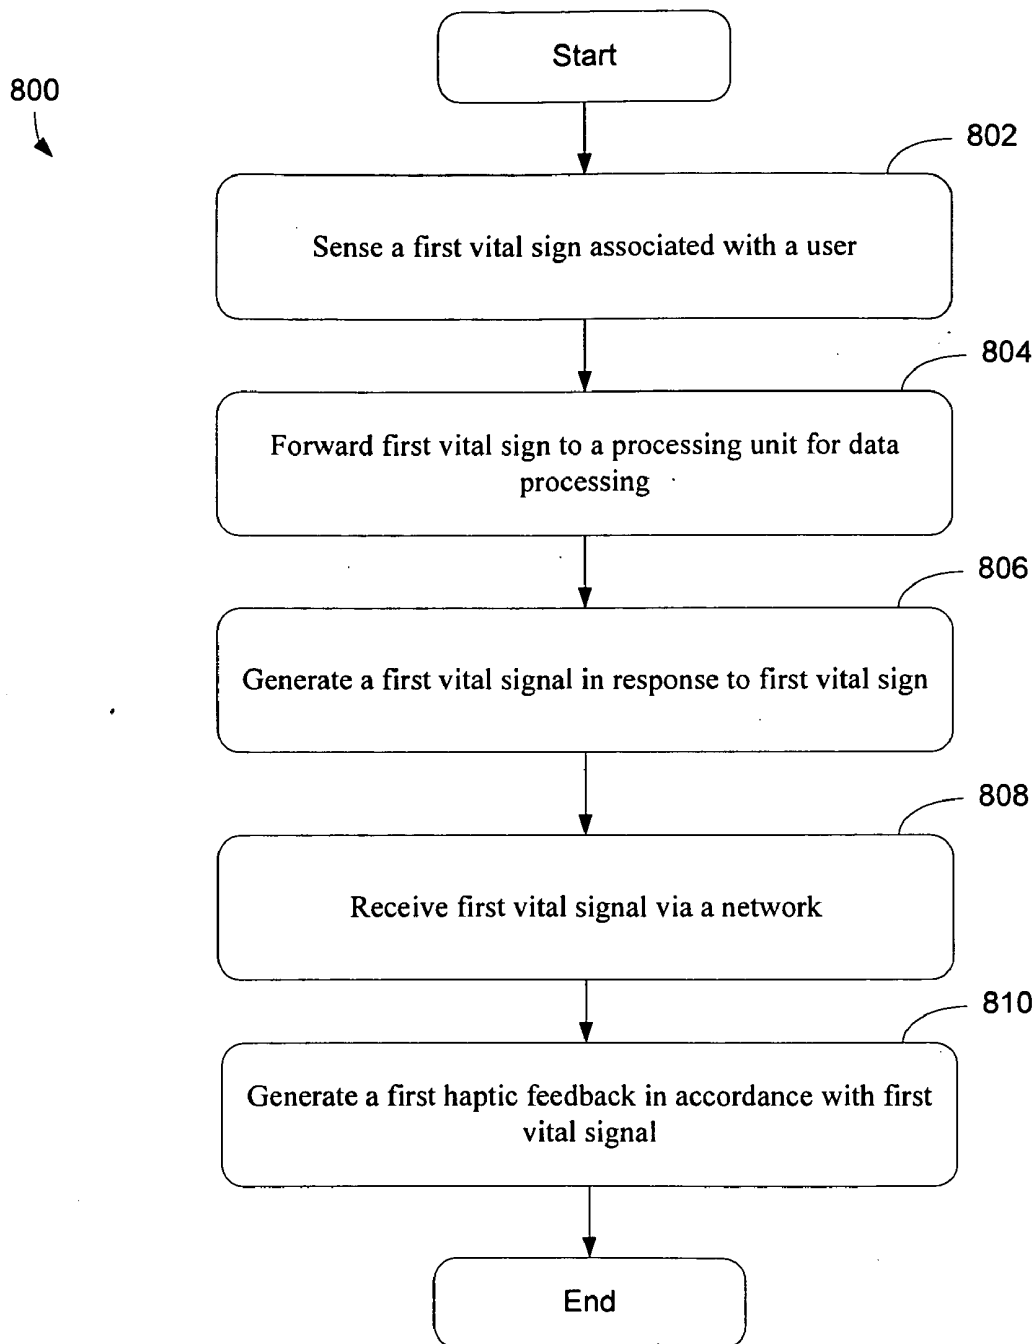 Start
800
802
Sense a first vital sign associated with a user
804
Forward first vital sign to a processing unit for data
processing
806
Generate a first vital signal in response to first vital sign
808
Receive first vital signal via a network
810
Generate a first haptic feedback in accordance with first
vital signal
End